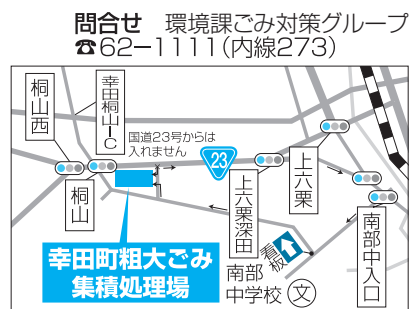 問合せ　環境課ごみ対策グループ
☎62−1111(内線273)
桐山西
幸田桐山IC
国道23号からは
入れません
23
上六栗
桐山
上六栗深田
南部中入口
幸田町粗大ごみ
集積処理場
看板
南部
中学校
文